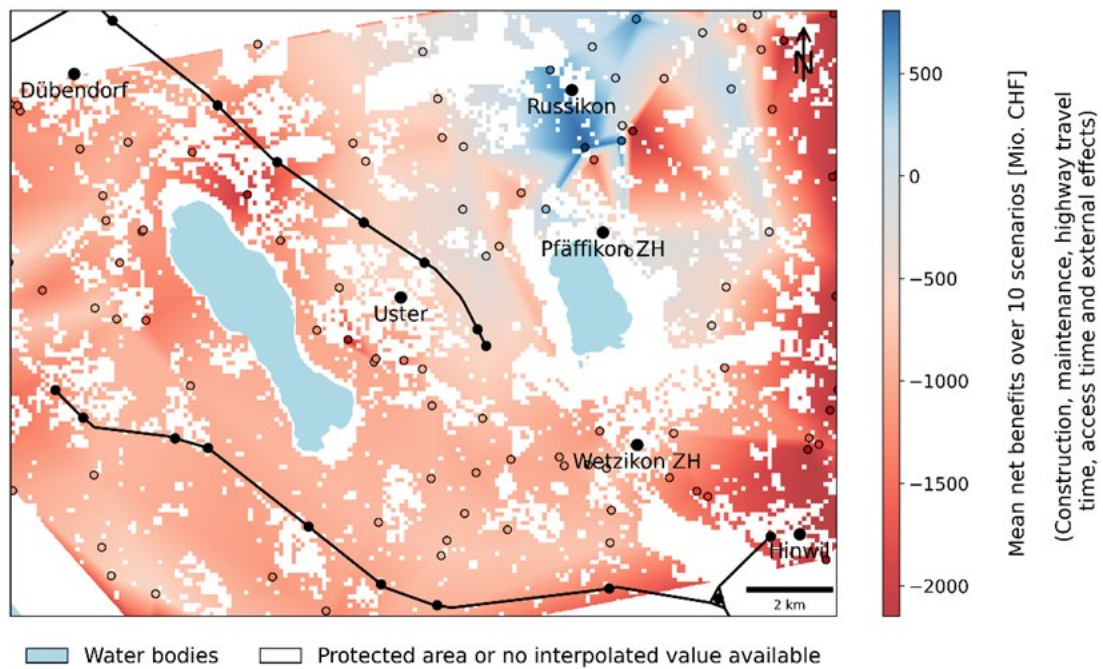 N
Dübendorf
Russikon
Pfäffikon ZH
Uster
Wetzikon ZH
Hinwil
2 km
500
0
−500
−1000
−1500
−2000
Mean net benefits over 10 scenarios [Mio. CHF]
(Construction, maintenance, highway travel
time, access time and external effects)
Water bodies
Protected area or no interpolated value available